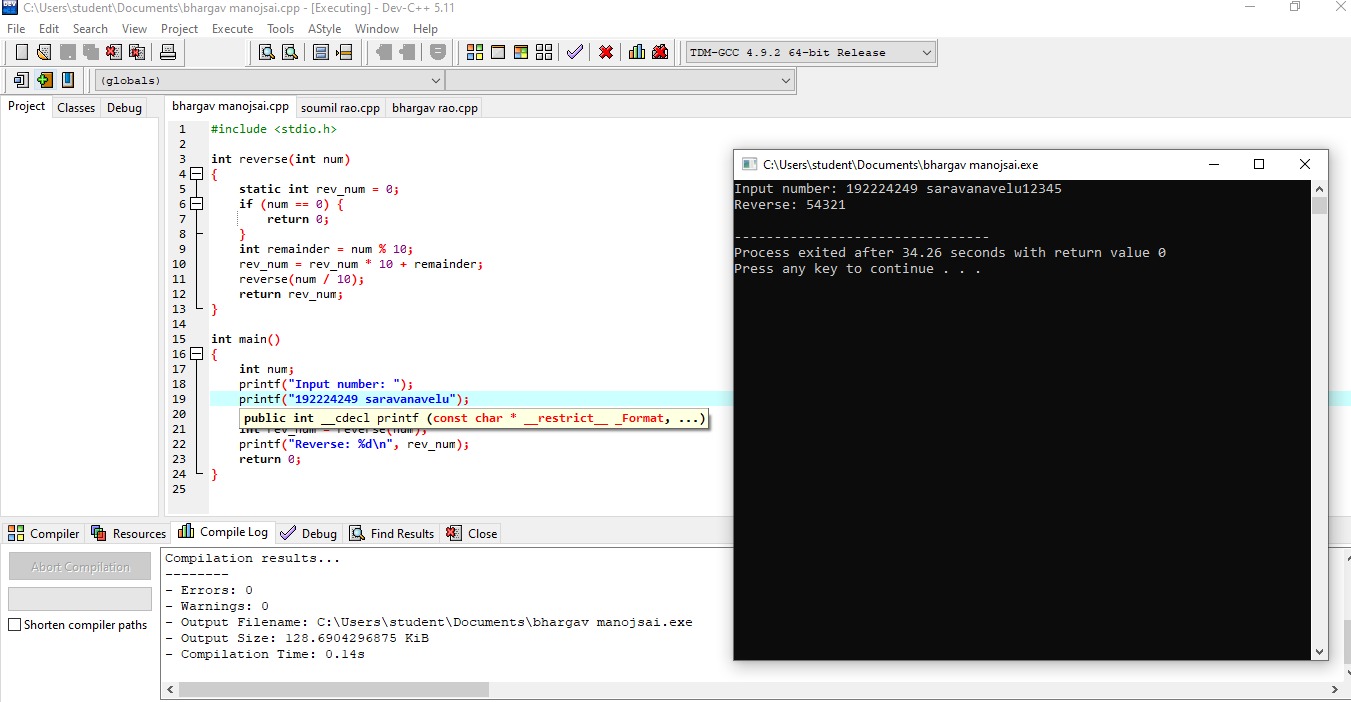 C:\Users\student\Documents\bhargav manojsai.cpp - [Executing] - Dev-C++ 5.11
File Edit Search View Project Execute Tools AStyle Window Help
TDM-GCC 4.9.2 64-bit Release
(globals)
Project Classes Debug
bhargav manojsai.cpp soumil rao.cpp bhargav rao.cpp
1 #include <stdio.h>
2
3 int reverse(int num)
4 {
5 static int rev_num = 0;
6 if (num == 0) {
7 return 0;
8 }
9 int remainder = num % 10;
10 rev_num = rev_num * 10 + remainder;
11 reverse(num / 10);
12 return rev_num;
13 }
14
15 int main()
16 {
17 int num;
18 printf("Input number: ");
19 printf("192224249 saravanavelu");
20 public int __cdecl printf (const char * __restrict__ _Format, ...)
21 int rev_num = reverse(num);
22 printf("Reverse: %d\n", rev_num);
23 return 0;
24 }
25
C:\Users\student\Documents\bhargav manojsai.exe
Input number: 192224249 saravanavelu12345
Reverse: 54321
--------------------------------
Process exited after 34.26 seconds with return value 0
Press any key to continue . . .
Compiler Resources Compile Log Debug Find Results Close
Abort Compilation
Shorten compiler paths
Compilation results...
--------
- Errors: 0
- Warnings: 0
- Output Filename: C:\Users\student\Documents\bhargav manojsai.exe
- Output Size: 128.6904296875 KiB
- Compilation Time: 0.14s